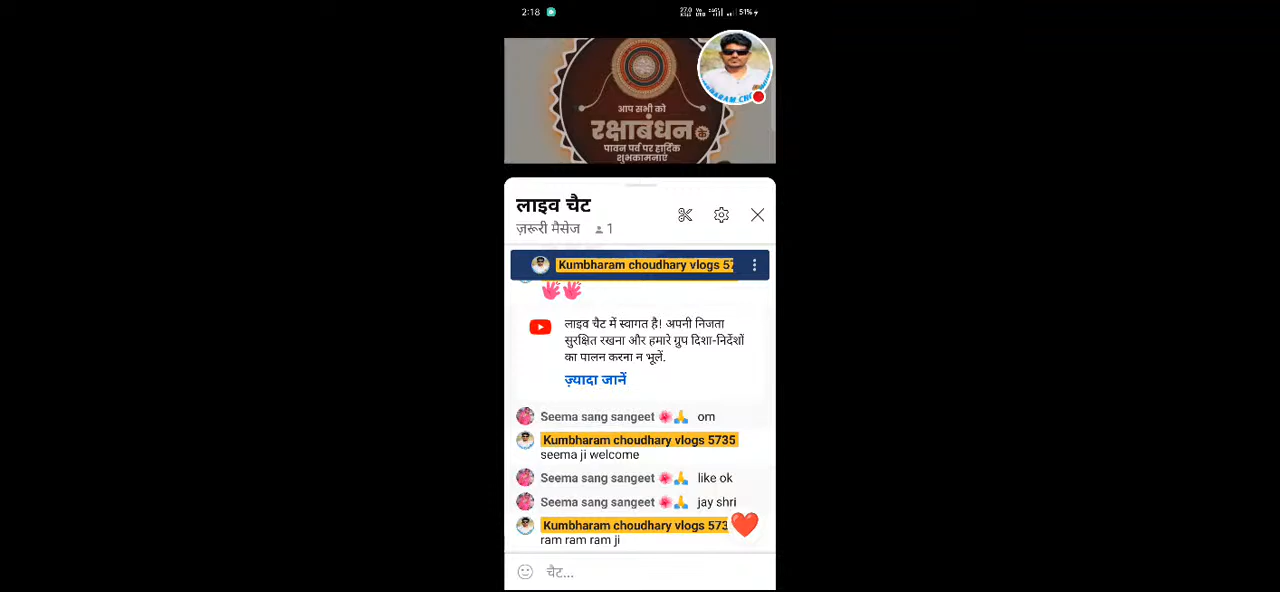 2:18
51%
आप सभी को
रक्षाबंधन के
पावन पर्व पर हार्दिक
शुभकामनाएं
लाइव चैट
ज़रूरी मैसेज 1
Kumbharam choudhary vlogs 57
लाइव चैट में स्वागत है! अपनी निजता
सुरक्षित रखना और हमारे ग्रुप दिशा-निर्देशों
का पालन करना न भूलें.
ज़्यादा जानें
Seema sang sangeet 🌸🙏 om
Kumbharam choudhary vlogs 5735
seema ji welcome
Seema sang sangeet 🌸🙏 like ok
Seema sang sangeet 🌸🙏 jay shri
Kumbharam choudhary vlogs 573
ram ram ram ji
चैट...